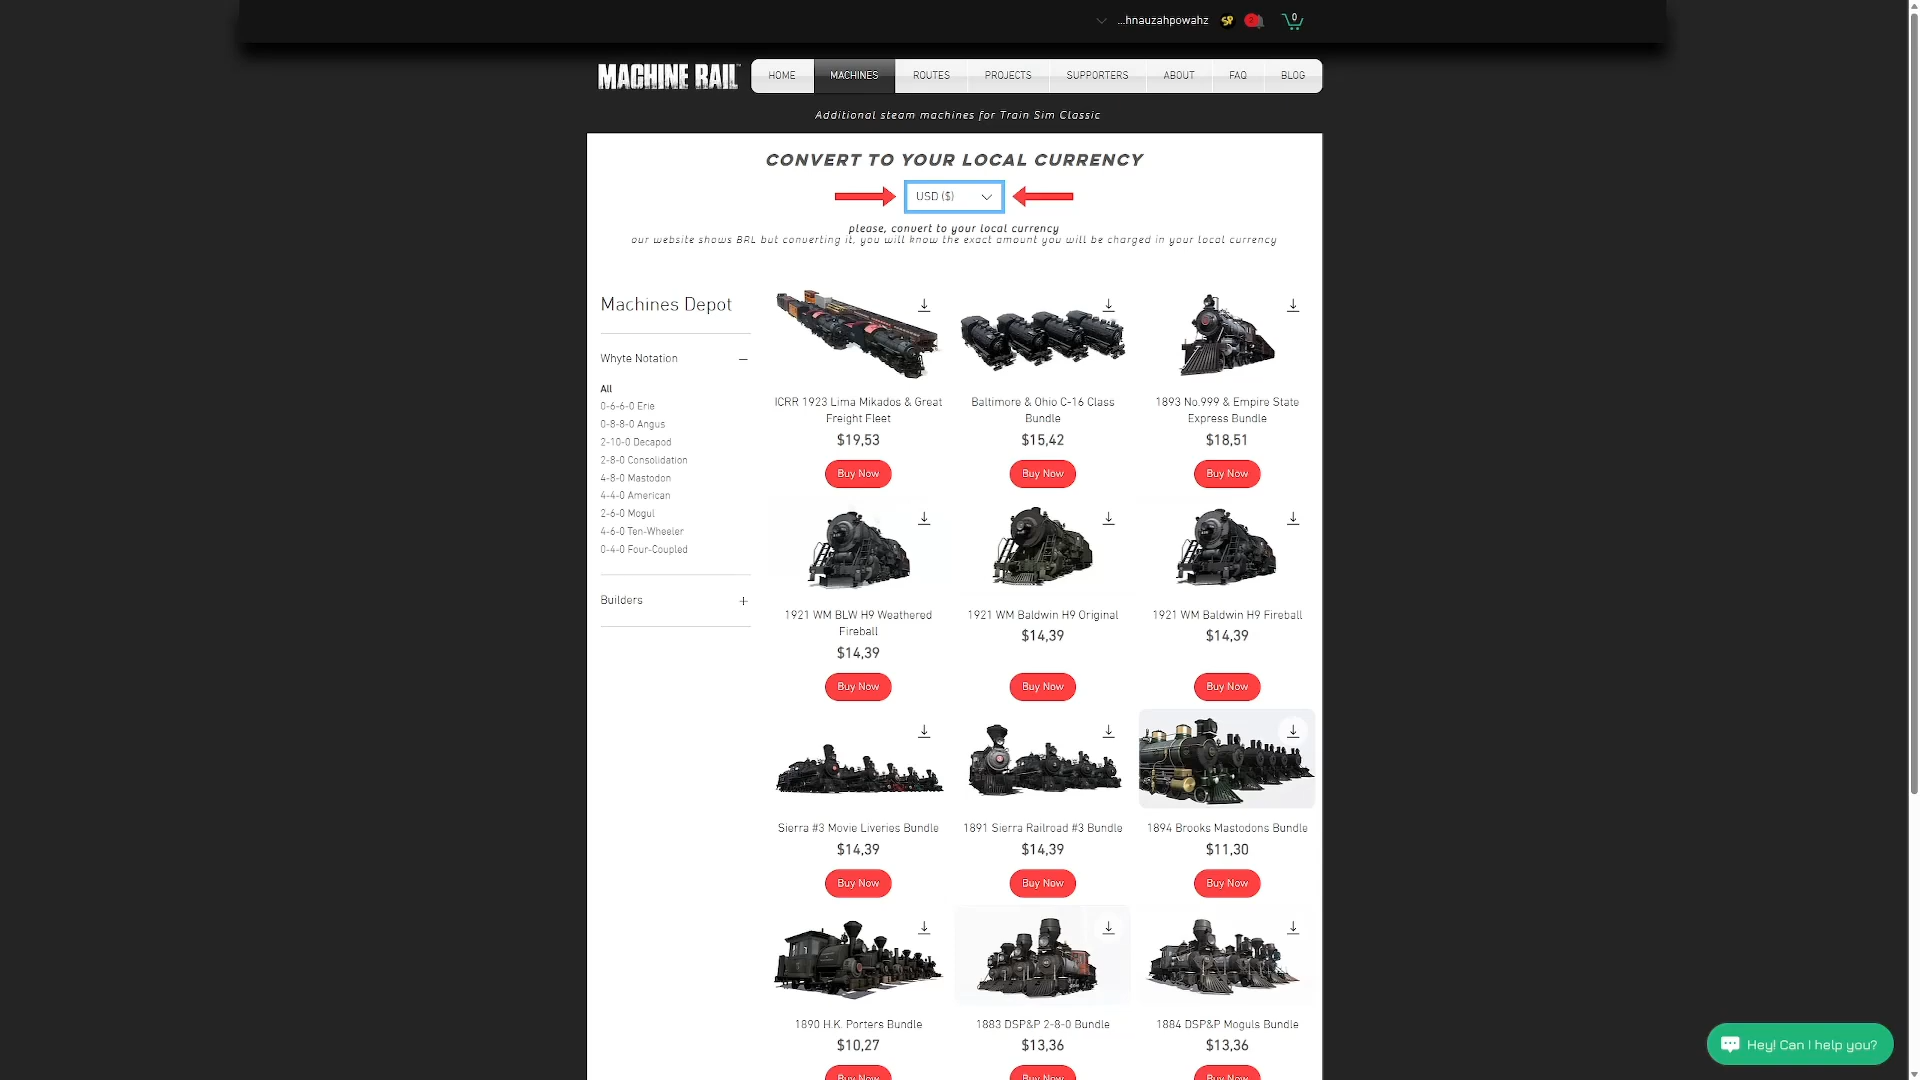 ...hnauzahpowahz
SP
2
0
MACHINE RAIL
HOME
MACHINES
ROUTES
PROJECTS
SUPPORTERS
ABOUT
FAQ
BLOG
Additional steam machines for Train Sim Classic
CONVERT TO YOUR LOCAL CURRENCY
USD ($)
please, convert to your local currency
our website shows BRL but converting it, you will know the exact amount you will be charged in your local currency
Machines Depot
Whyte Notation
All
0-6-6-0 Erie
0-8-8-0 Angus
2-10-0 Decapod
2-8-0 Consolidation
4-8-0 Mastodon
4-4-0 American
2-6-0 Mogul
4-6-0 Ten-Wheeler
0-4-0 Four-Coupled
Builders
ICRR 1923 Lima Mikados & Great
Freight Fleet
$19,53
Buy Now
Baltimore & Ohio C-16 Class
Bundle
$15,42
Buy Now
1893 No.999 & Empire State
Express Bundle
$18,51
Buy Now
1921 WM BLW H9 Weathered
Fireball
$14,39
Buy Now
1921 WM Baldwin H9 Original
$14,39
Buy Now
1921 WM Baldwin H9 Fireball
$14,39
Buy Now
Sierra #3 Movie Liveries Bundle
$14,39
Buy Now
1891 Sierra Railroad #3 Bundle
$14,39
Buy Now
1894 Brooks Mastodons Bundle
$11,30
Buy Now
1890 H.K. Porters Bundle
$10,27
Buy Now
1883 DSP&P 2-8-0 Bundle
$13,36
Buy Now
1884 DSP&P Moguls Bundle
$13,36
Buy Now
Hey! Can I help you?